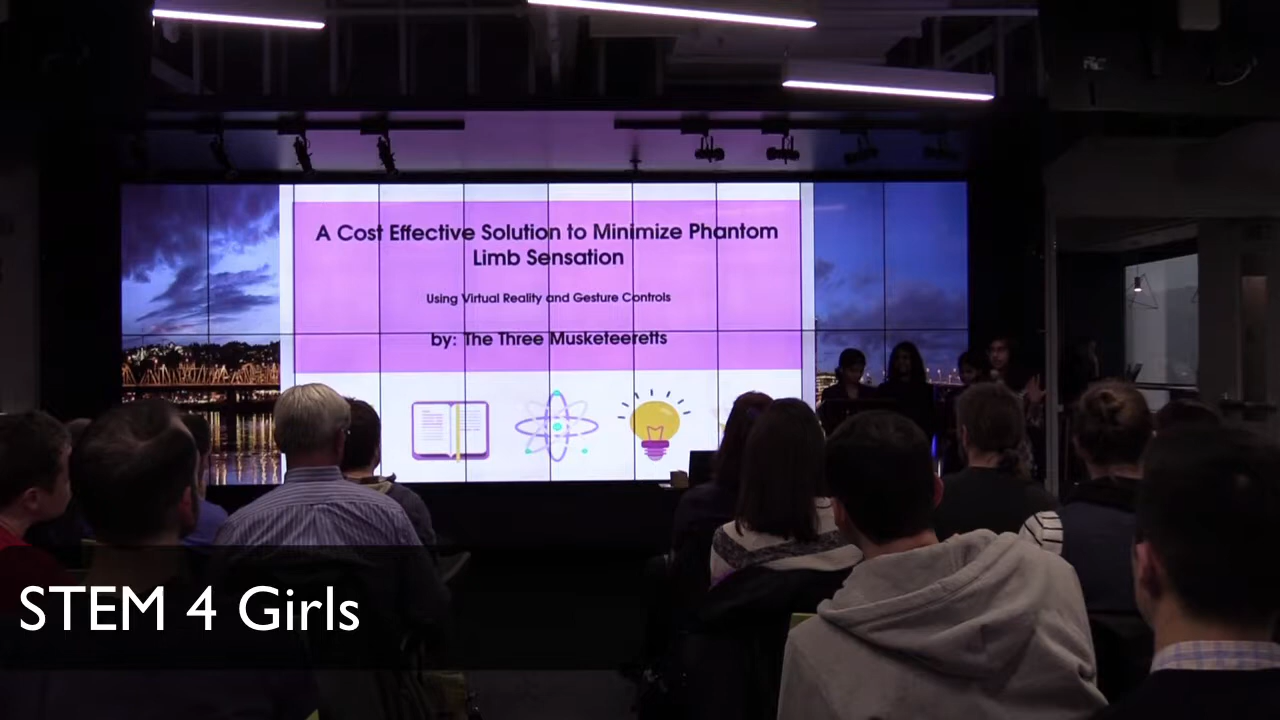 A Cost Effective Solution to Minimize Phantom
Limb Sensation
Using Virtual Reality and Gesture Controls
by: The Three Musketeeretts
STEM 4 Girls